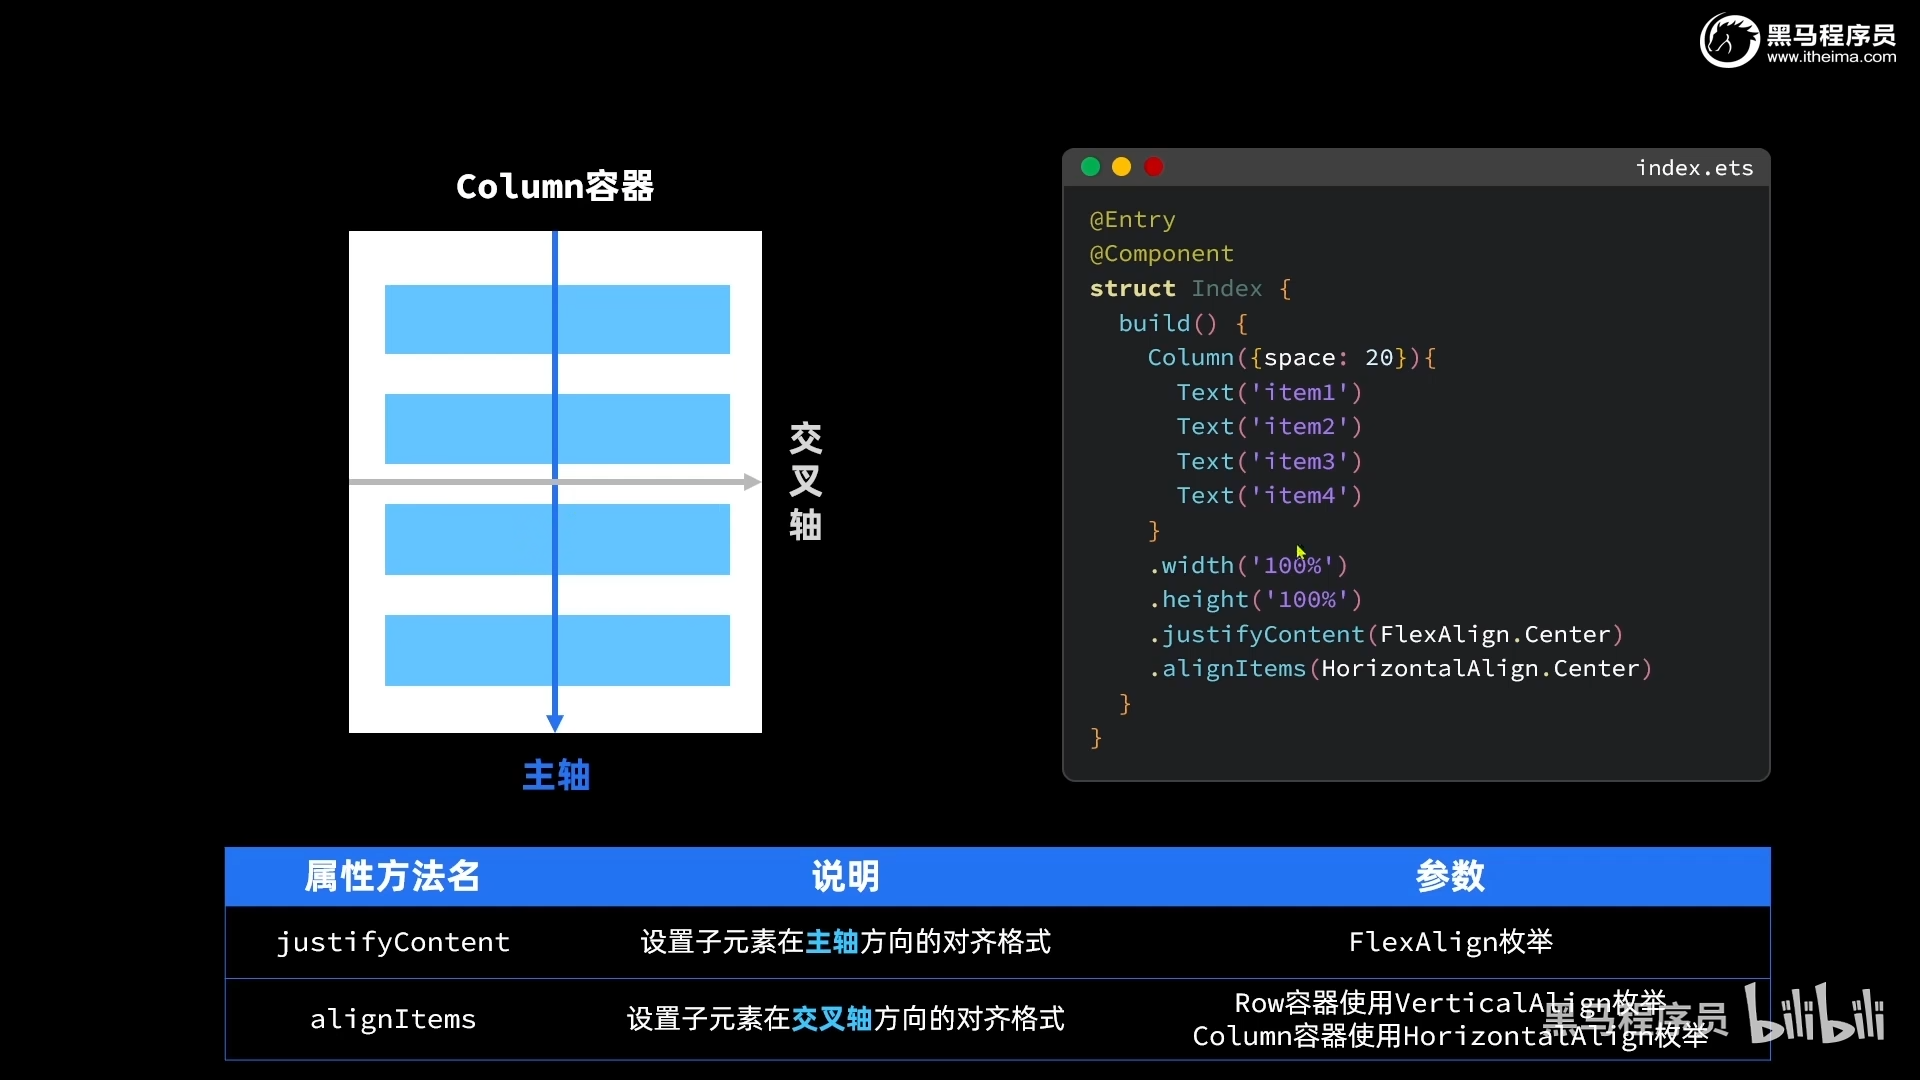 黑马程序员
www.itheima.com
Column容器
交叉轴
主轴
index.ets
@Entry
@Component
struct Index {
build() {
Column({space: 20}){
Text('item1')
Text('item2')
Text('item3')
Text('item4')
}
.width('100%')
.height('100%')
.justifyContent(FlexAlign.Center)
.alignItems(HorizontalAlign.Center)
}
}
属性方法名 说明 参数
justifyContent 设置子元素在主轴方向的对齐格式 FlexAlign枚举
alignItems 设置子元素在交叉轴方向的对齐格式 Row容器使用VerticalAlign枚举
Column容器使用HorizontalAlign枚举
黑马程序员 bilibili